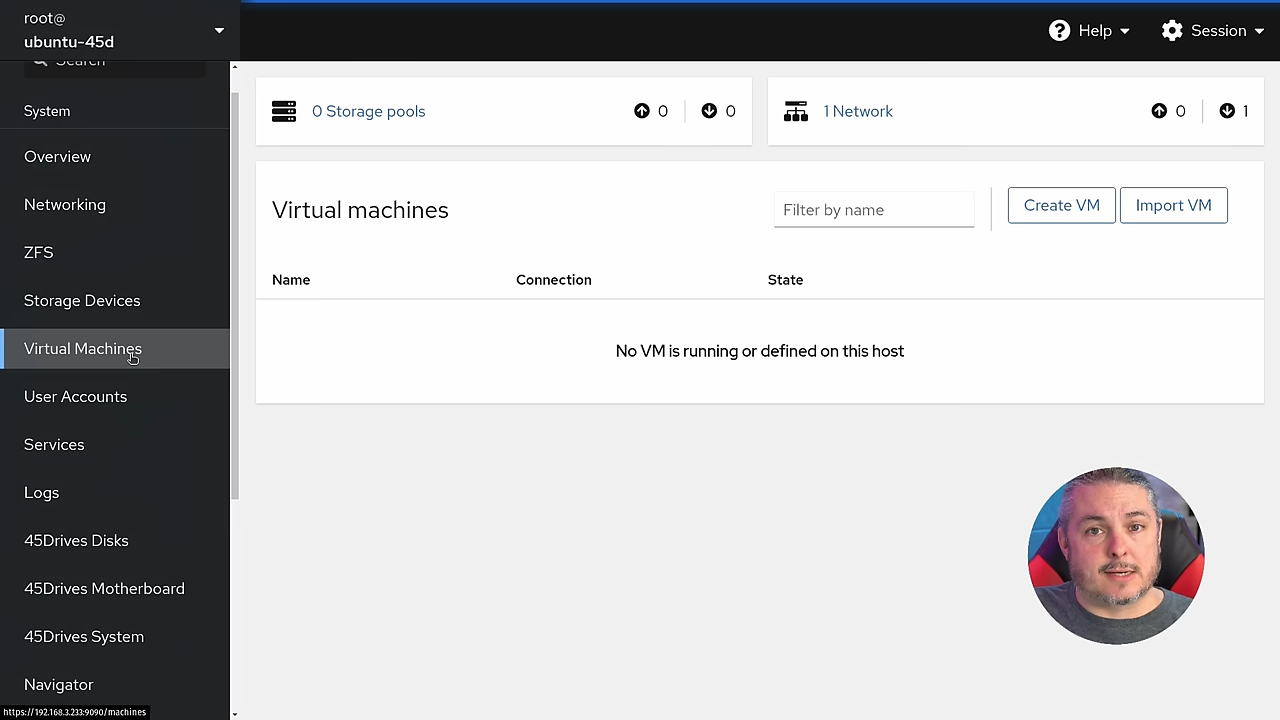 root@
ubuntu-45d
Help
Session
Search
System
Overview
Networking
ZFS
Storage Devices
Virtual Machines
User Accounts
Services
Logs
45Drives Disks
45Drives Motherboard
45Drives System
Navigator
https://192.168.3.233:9090/machines
0 Storage pools
0
0
1 Network
0
1
Virtual machines
Filter by name
Create VM
Import VM
Name Connection State
No VM is running or defined on this host